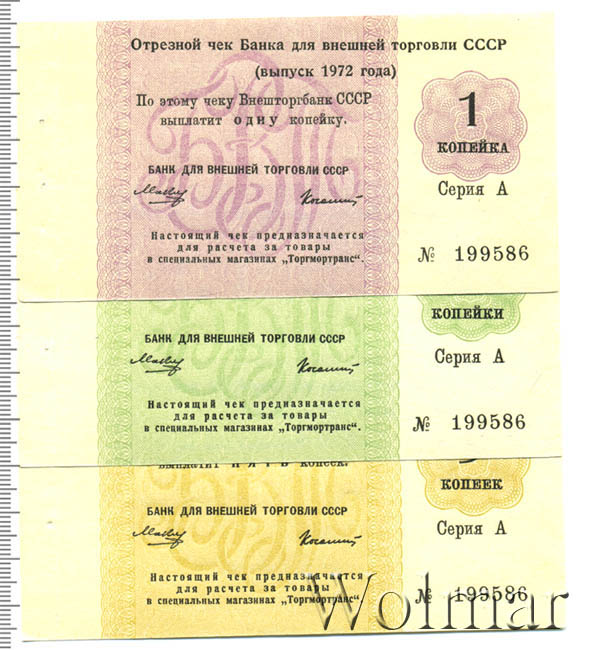 Отрезной чек Банка для внешней торговли СССР
(выпуск 1972 года)
По этому чеку Внешторгбанк СССР
выплатит одну копейку.
1
КОПЕЙКА
БАНК ДЛЯ ВНЕШНЕЙ ТОРГОВЛИ СССР
Серия А
Настоящий чек предназначается
для расчета за товары
в специальных магазинах „Торгмортранс“.
№ 199586
КОПЕЙКИ
БАНК ДЛЯ ВНЕШНЕЙ ТОРГОВЛИ СССР
Серия А
Настоящий чек предназначается
для расчета за товары
в специальных магазинах „Торгмортранс“.
№ 199586
выплатит пять копеек.
КОПЕЕК
БАНК ДЛЯ ВНЕШНЕЙ ТОРГОВЛИ СССР
Серия А
Настоящий чек предназначается
для расчета за товары
в специальных магазинах „Торгмортранс“.
№ 199586
Wolmar